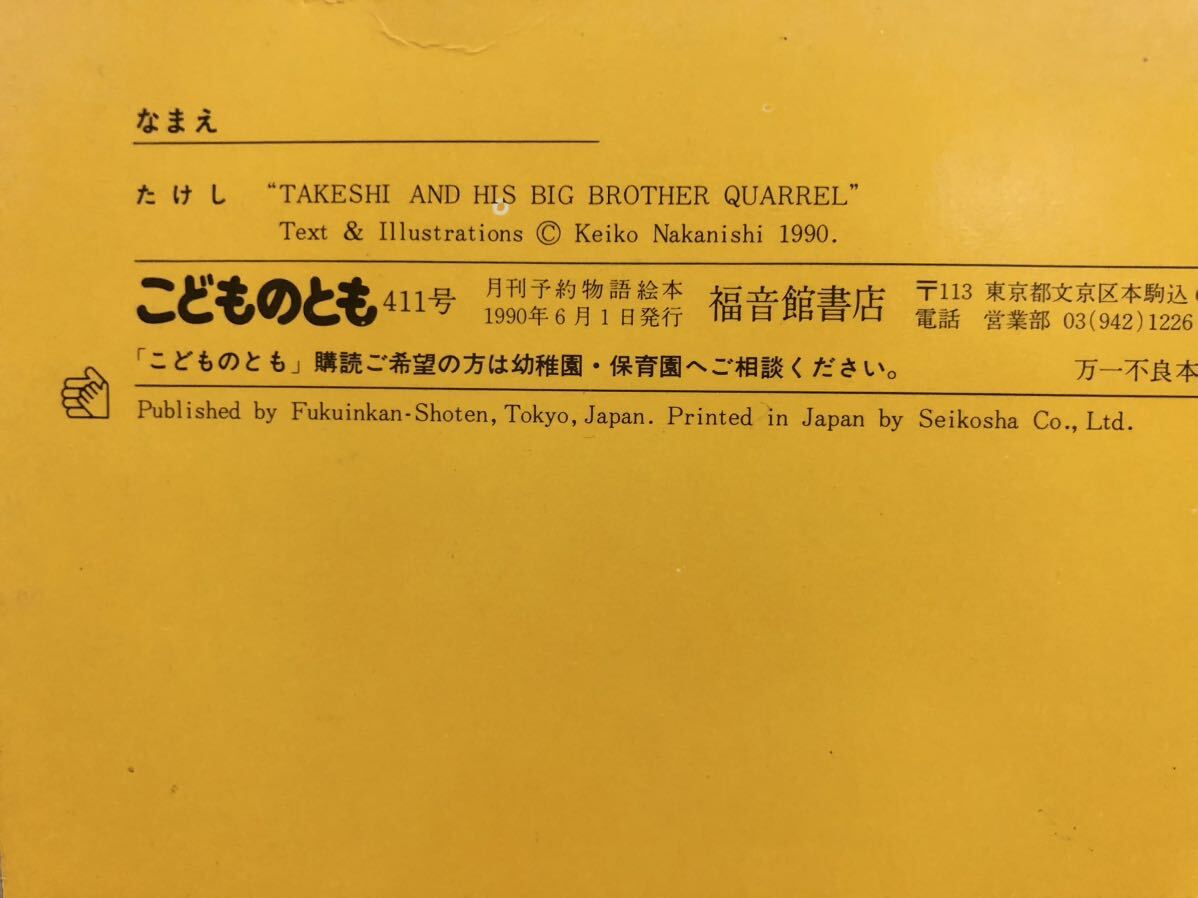 なまえ
たけし “TAKESHI AND HIS BIG BROTHER QUARREL”
Text & Illustrations © Keiko Nakanishi 1990.
こどものとも 411号 月刊予約物語絵本 福音館書店 〒113 東京都文京区本駒込
1990年6月1日発行 電話 営業部 03(942)1226
「こどものとも」購読ご希望の方は幼稚園・保育園へご相談ください。 万一不良本
Published by Fukuinkan-Shoten, Tokyo, Japan. Printed in Japan by Seikosha Co., Ltd.